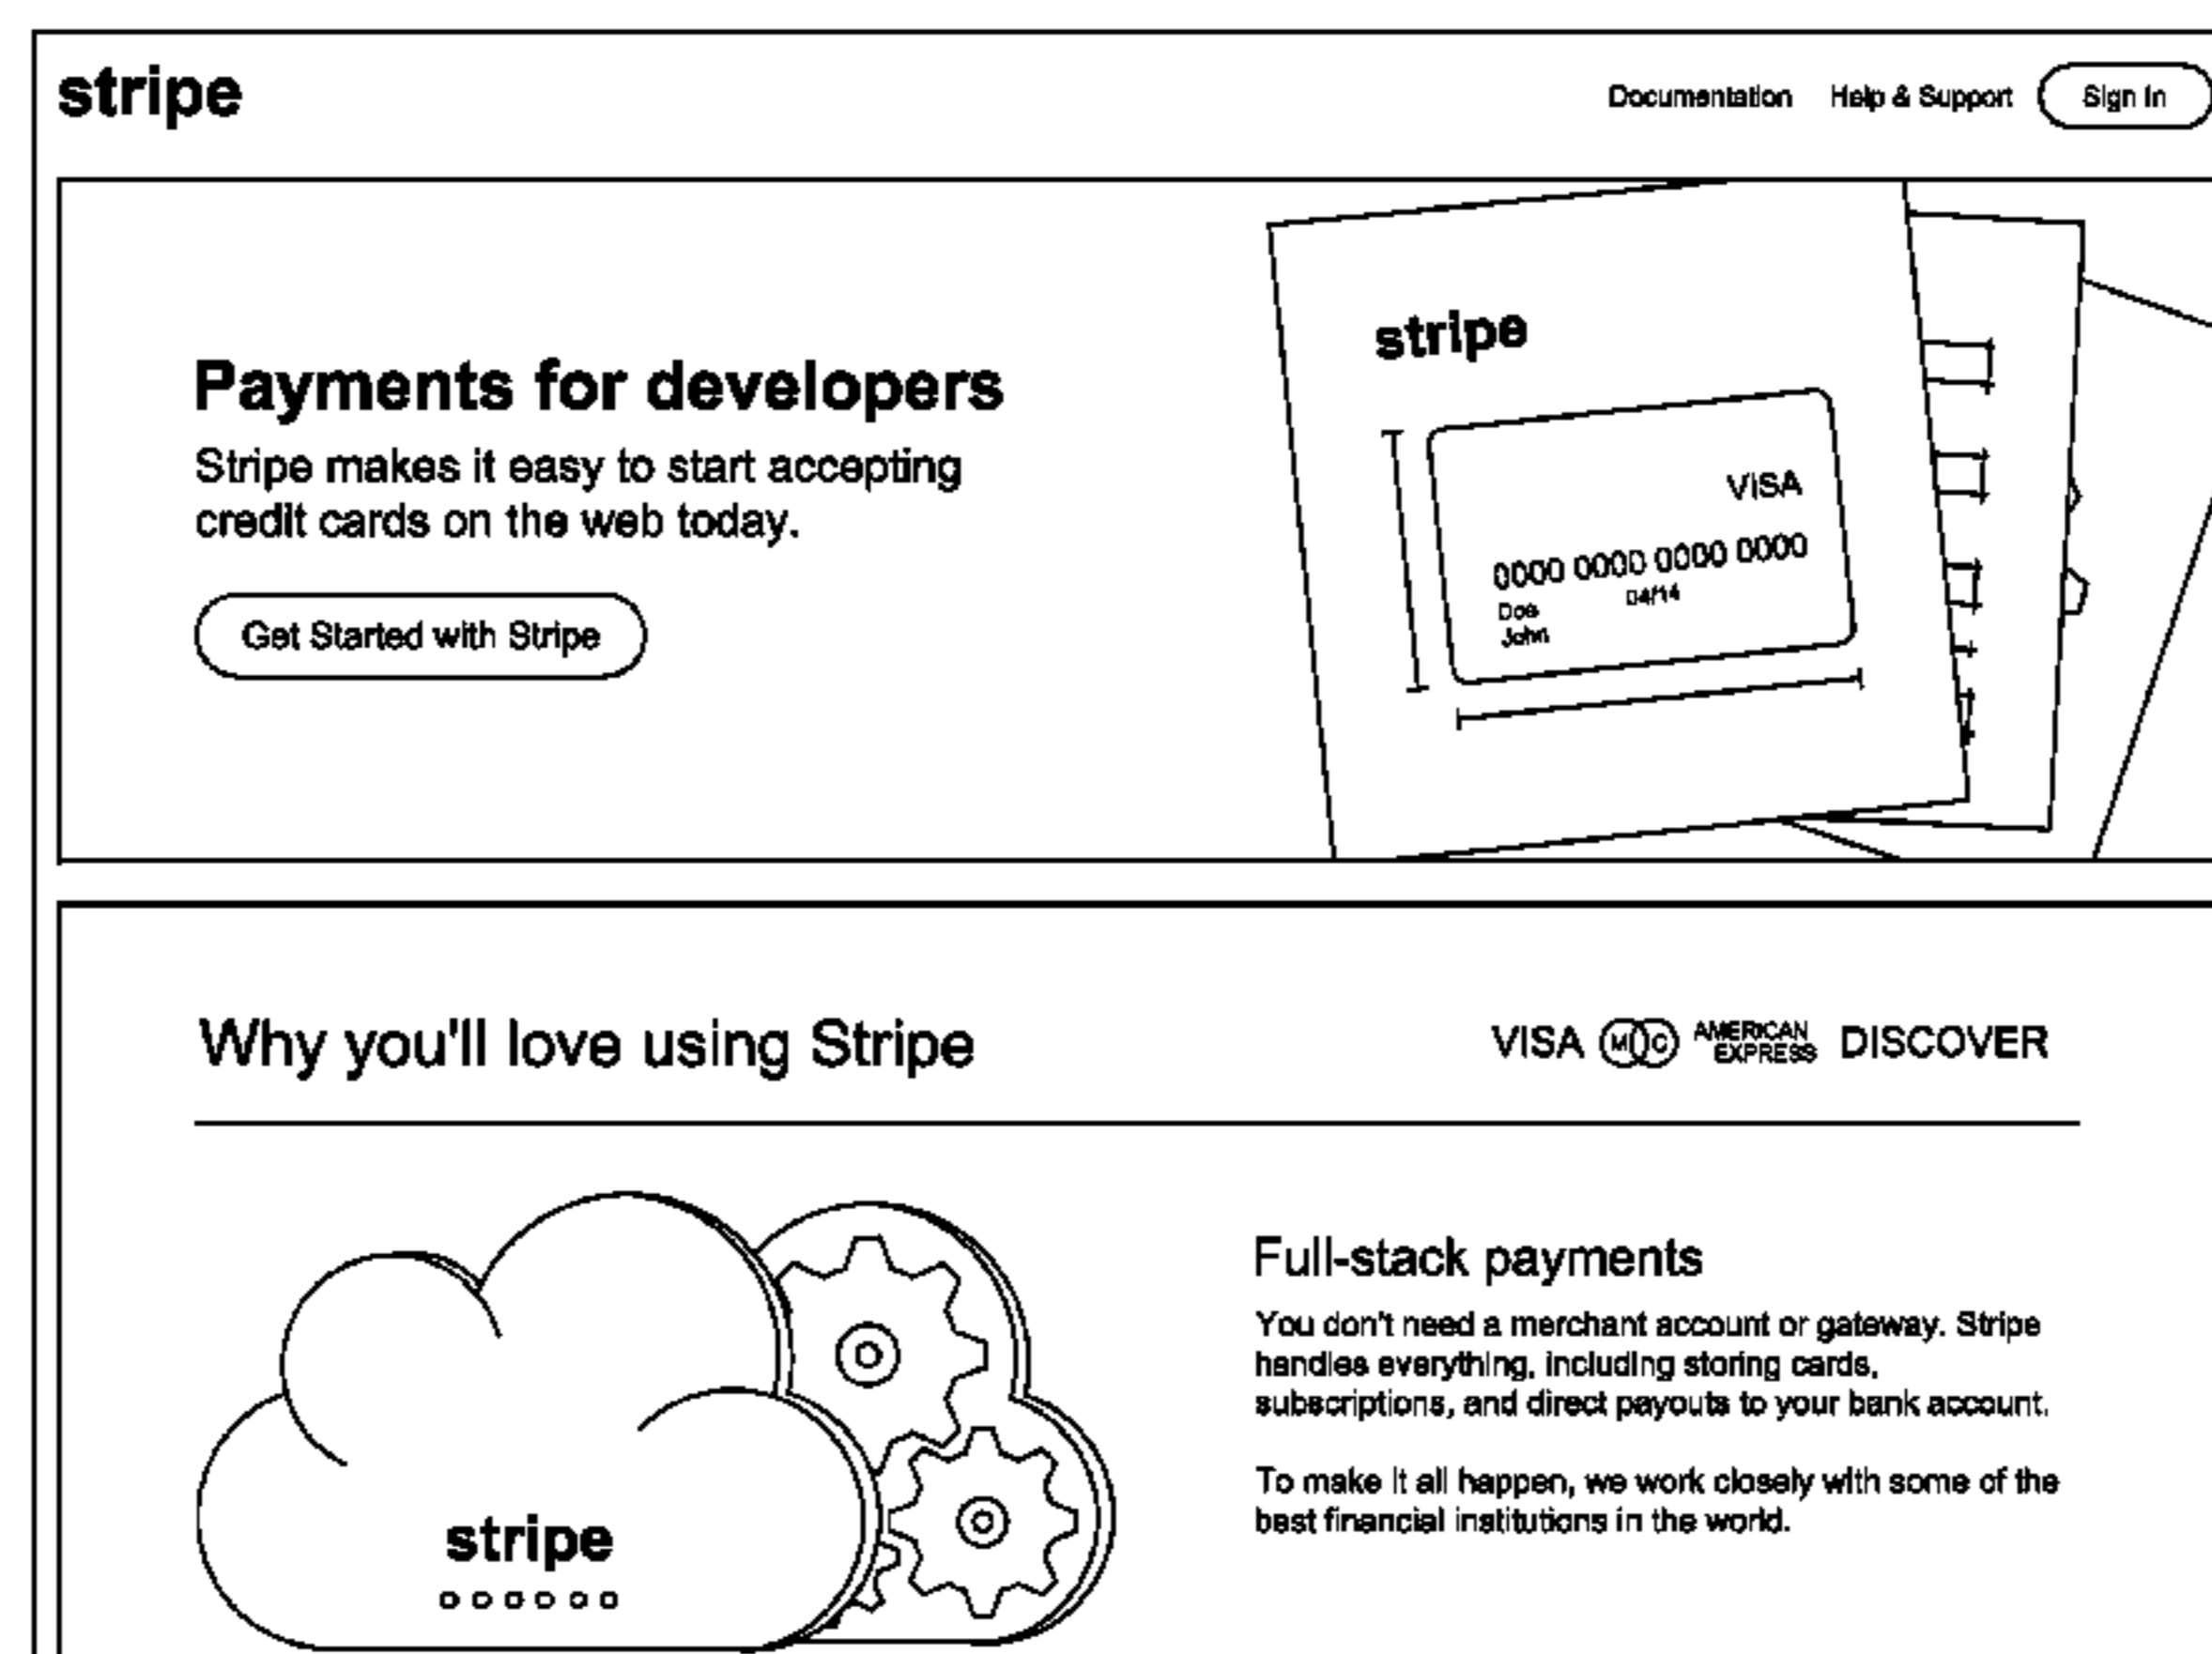 stripe
Documentation Help & Support Sign In
stripe
Payments for developers
Stripe makes it easy to start accepting
credit cards on the web today.
Get Started with Stripe
VISA
0000 0000 0000 0000
Doe 04/14
John
Why you'll love using Stripe
VISA MC AMERICAN EXPRESS DISCOVER
Full-stack payments
You don't need a merchant account or gateway. Stripe
handles everything, including storing cards,
subscriptions, and direct payouts to your bank account.
To make it all happen, we work closely with some of the
best financial institutions in the world.
stripe